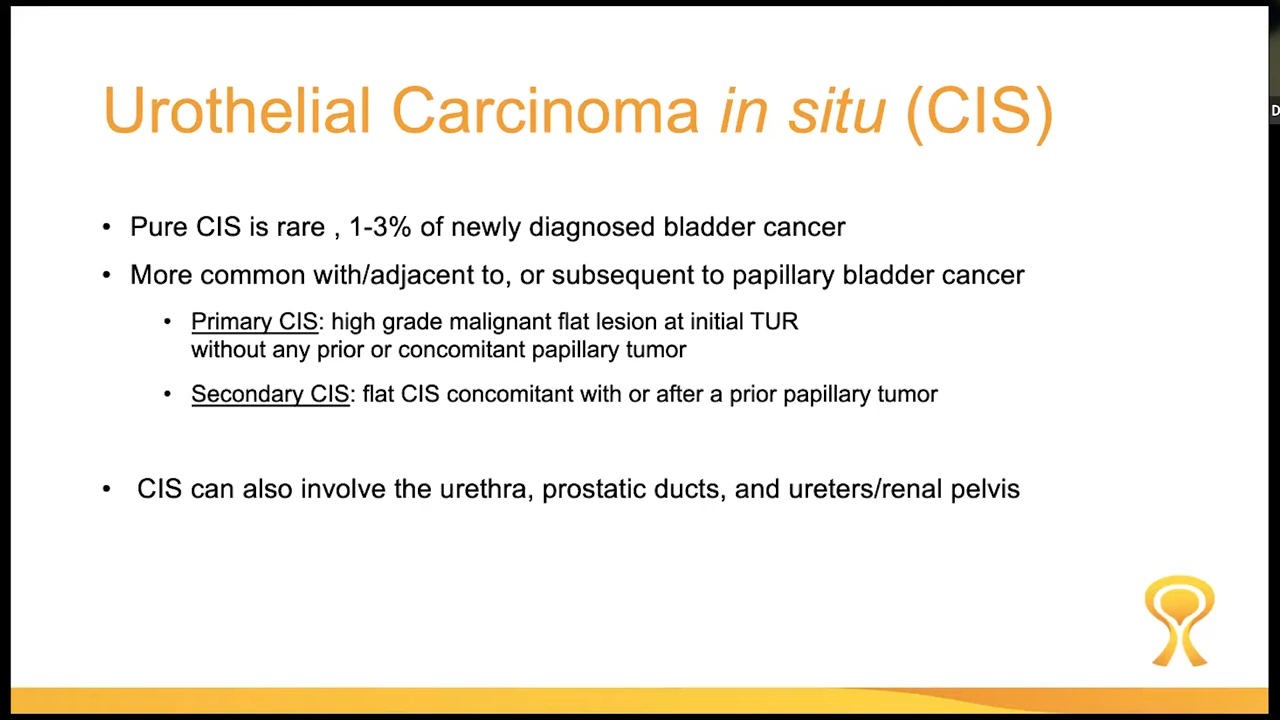 Urothelial Carcinoma in situ (CIS)
• Pure CIS is rare , 1-3% of newly diagnosed bladder cancer
• More common with/adjacent to, or subsequent to papillary bladder cancer
• Primary CIS: high grade malignant flat lesion at initial TUR
without any prior or concomitant papillary tumor
• Secondary CIS: flat CIS concomitant with or after a prior papillary tumor
• CIS can also involve the urethra, prostatic ducts, and ureters/renal pelvis